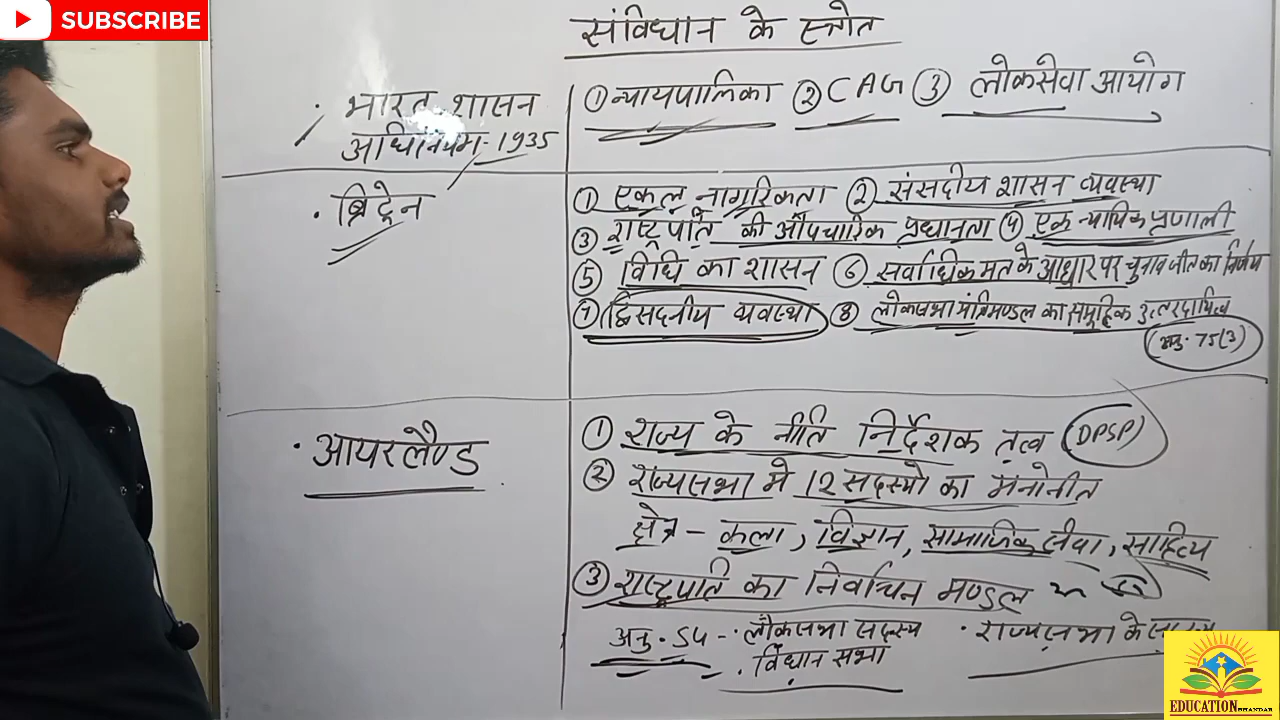 SUBSCRIBE
संविधान के स्त्रोत
. भारत शासन
अधिनियम-1935
① न्यायपालिका ② CAG ③ लोकसेवा आयोग
. ब्रिटेन
① एकल नागरिकता ② संसदीय शासन व्यवस्था
③ राष्ट्रपति की औपचारिक प्रधानता ④ एक न्यायिक प्रणाली
⑤ विधि का शासन ⑥ सर्वाधिक मत के आधार पर चुनाव जीत का निर्णय
⑦ द्विसदनीय व्यवस्था ⑧ लोकसभा मंत्रिमण्डल का समूहिक उत्तरदायित्व
(अनु. 75(3)
. आयरलैण्ड
① राज्य के नीति निर्देशक तत्व (DPSP)
② राज्यसभा मे 12 सदस्यो का मनोनीत
क्षेत्र - कला, विज्ञान, सामाजिक सेवा, साहित्य
③ राष्ट्रपति का निर्वाचन मण्डल
अनु. 54 - . लोकसभा सदस्य . राज्यसभा के
. विधान सभा
EDUCATION BHANDAR